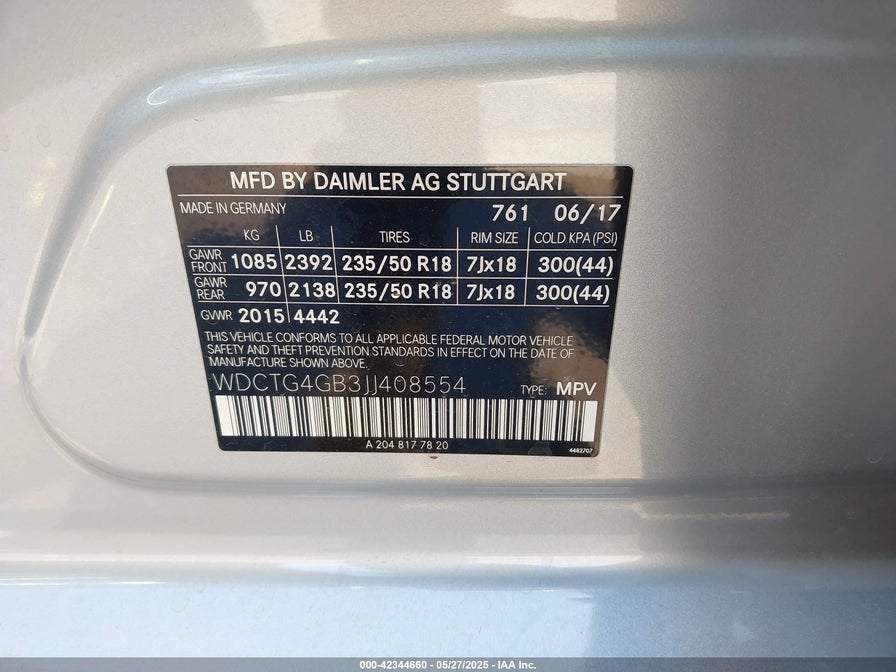 MFD BY DAIMLER AG STUTTGART
MADE IN GERMANY 761 06/17
KG LB TIRES RIM SIZE COLD KPA (PSI)
GAWR FRONT 1085 2392 235/50 R18 7Jx18 300(44)
GAWR REAR 970 2138 235/50 R18 7Jx18 300(44)
GVWR 2015 4442
THIS VEHICLE CONFORMS TO ALL APPLICABLE FEDERAL MOTOR VEHICLE
SAFETY AND THEFT PREVENTION STANDARDS IN EFFECT ON THE DATE OF
MANUFACTURE SHOWN ABOVE.
WDCTG4GB3JJ408554 TYPE: MPV
A 204 817 78 20
4482707
000-42344660 - 05/27/2025 - IAA Inc.